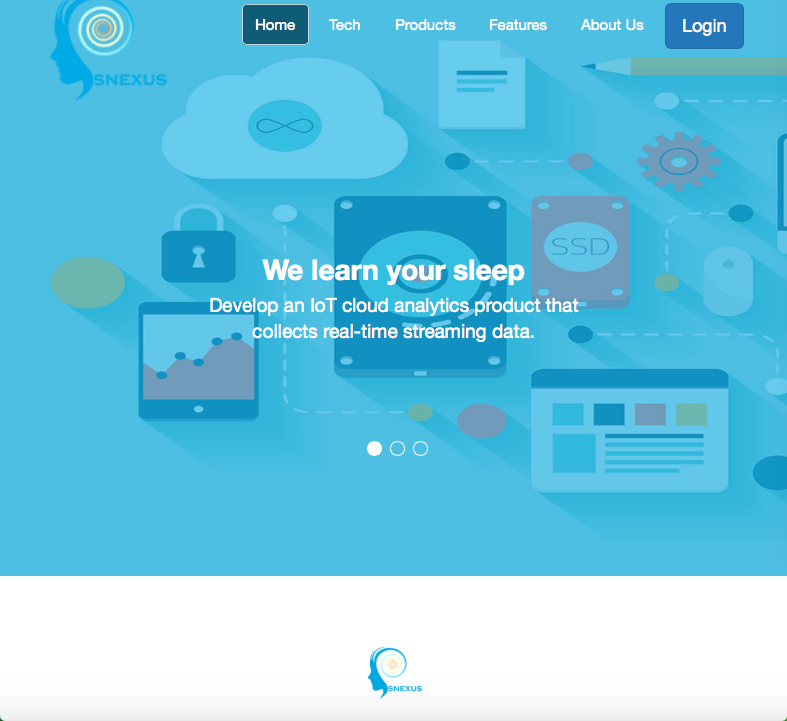 Home Tech Products Features About Us Login
SNEXUS
SSD
We learn your sleep
Develop an IoT cloud analytics product that
collects real-time streaming data.
SNEXUS